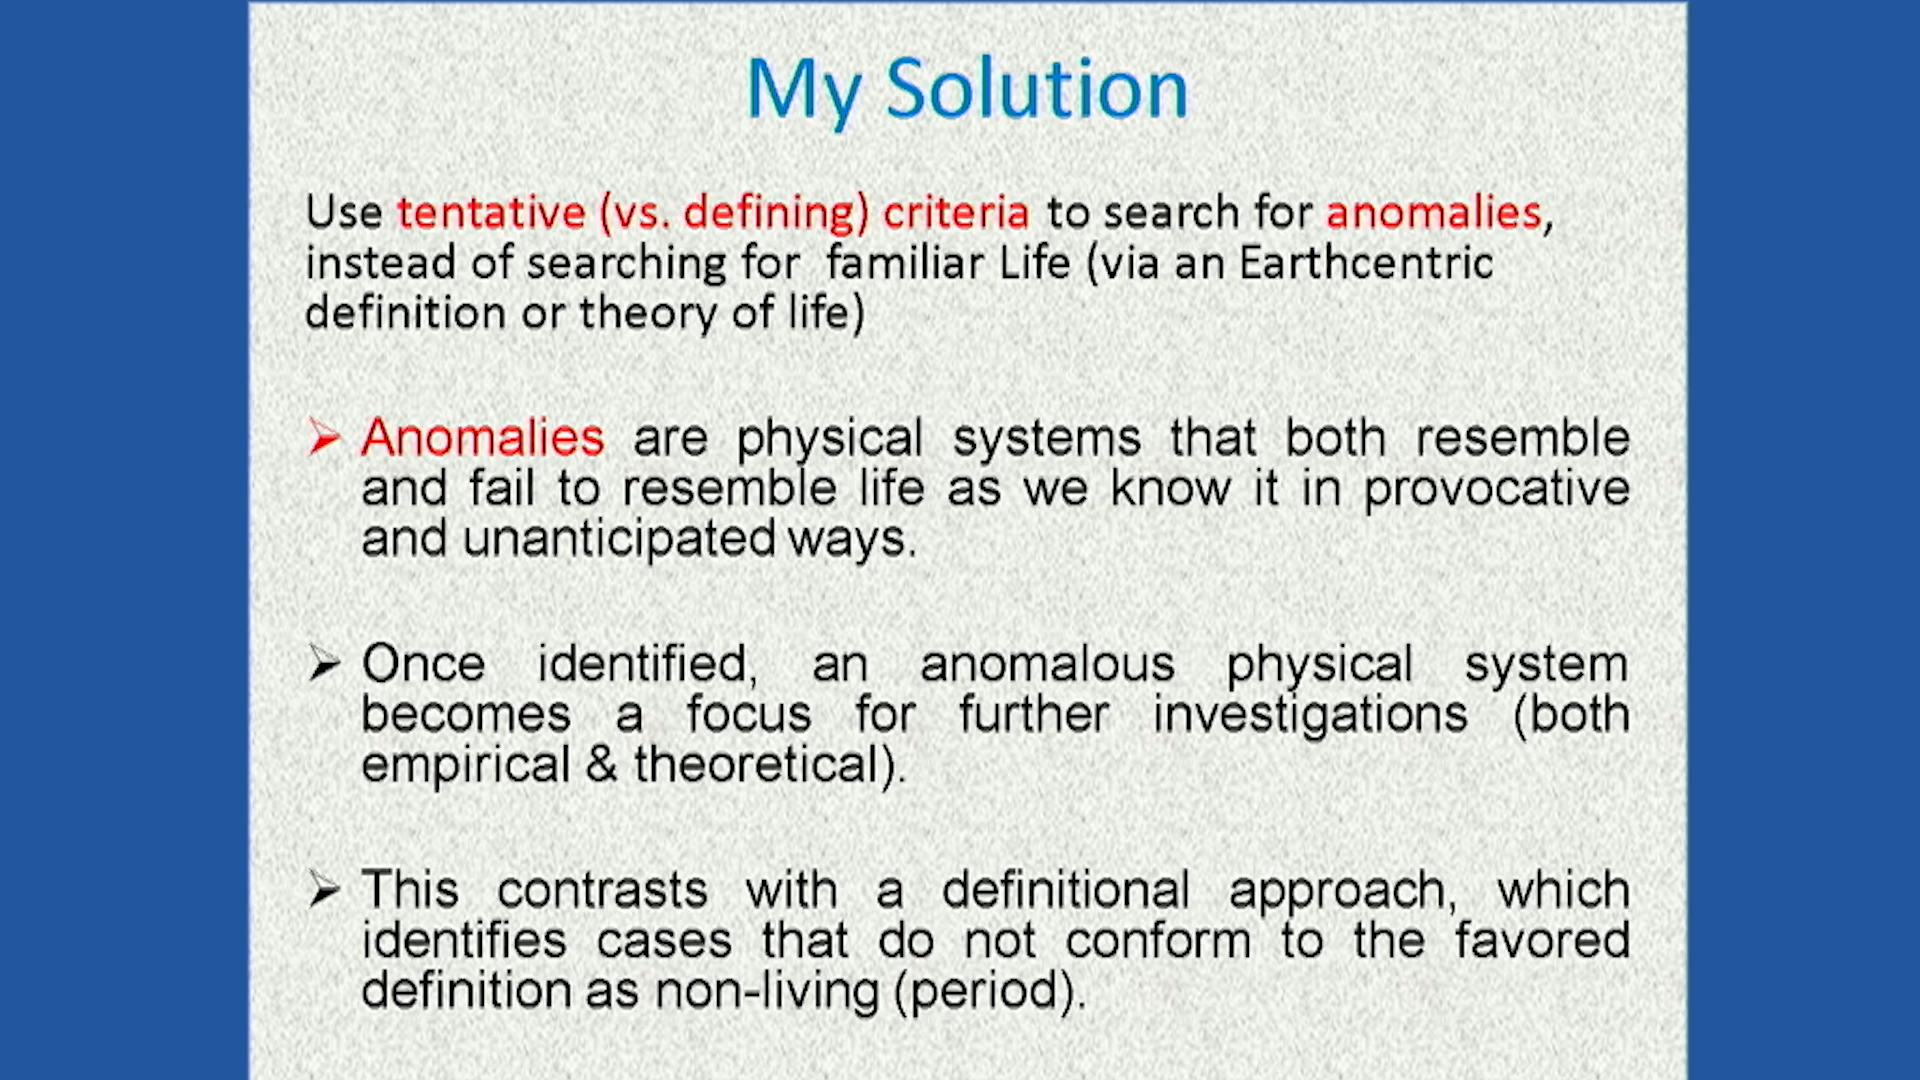 My Solution
Use tentative (vs. defining) criteria to search for anomalies,
instead of searching for familiar Life (via an Earthcentric
definition or theory of life)
➢ Anomalies are physical systems that both resemble
and fail to resemble life as we know it in provocative
and unanticipated ways.
➢ Once identified, an anomalous physical system
becomes a focus for further investigations (both
empirical & theoretical).
➢ This contrasts with a definitional approach, which
identifies cases that do not conform to the favored
definition as non-living (period).